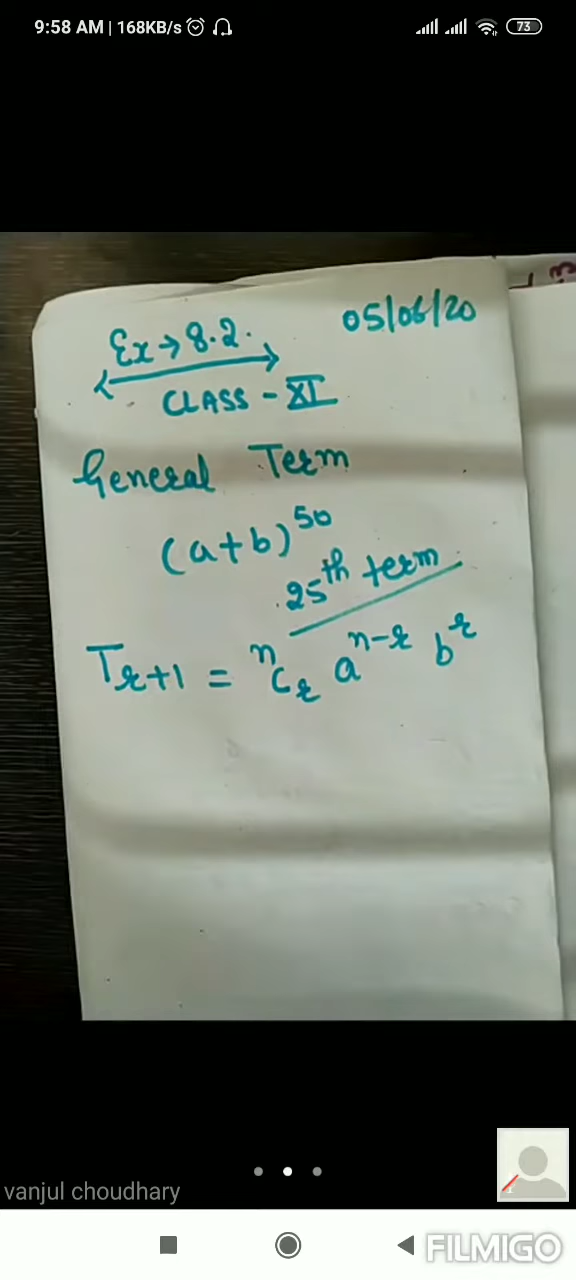 9:58 AM | 168KB/s
73
Ex → 8.2.
05/06/20
CLASS - XI
General Term
(a+b)^50
25th term
T_{r+1} = ^nC_r a^{n-r} b^r
vanjul choudhary
FILMIGO